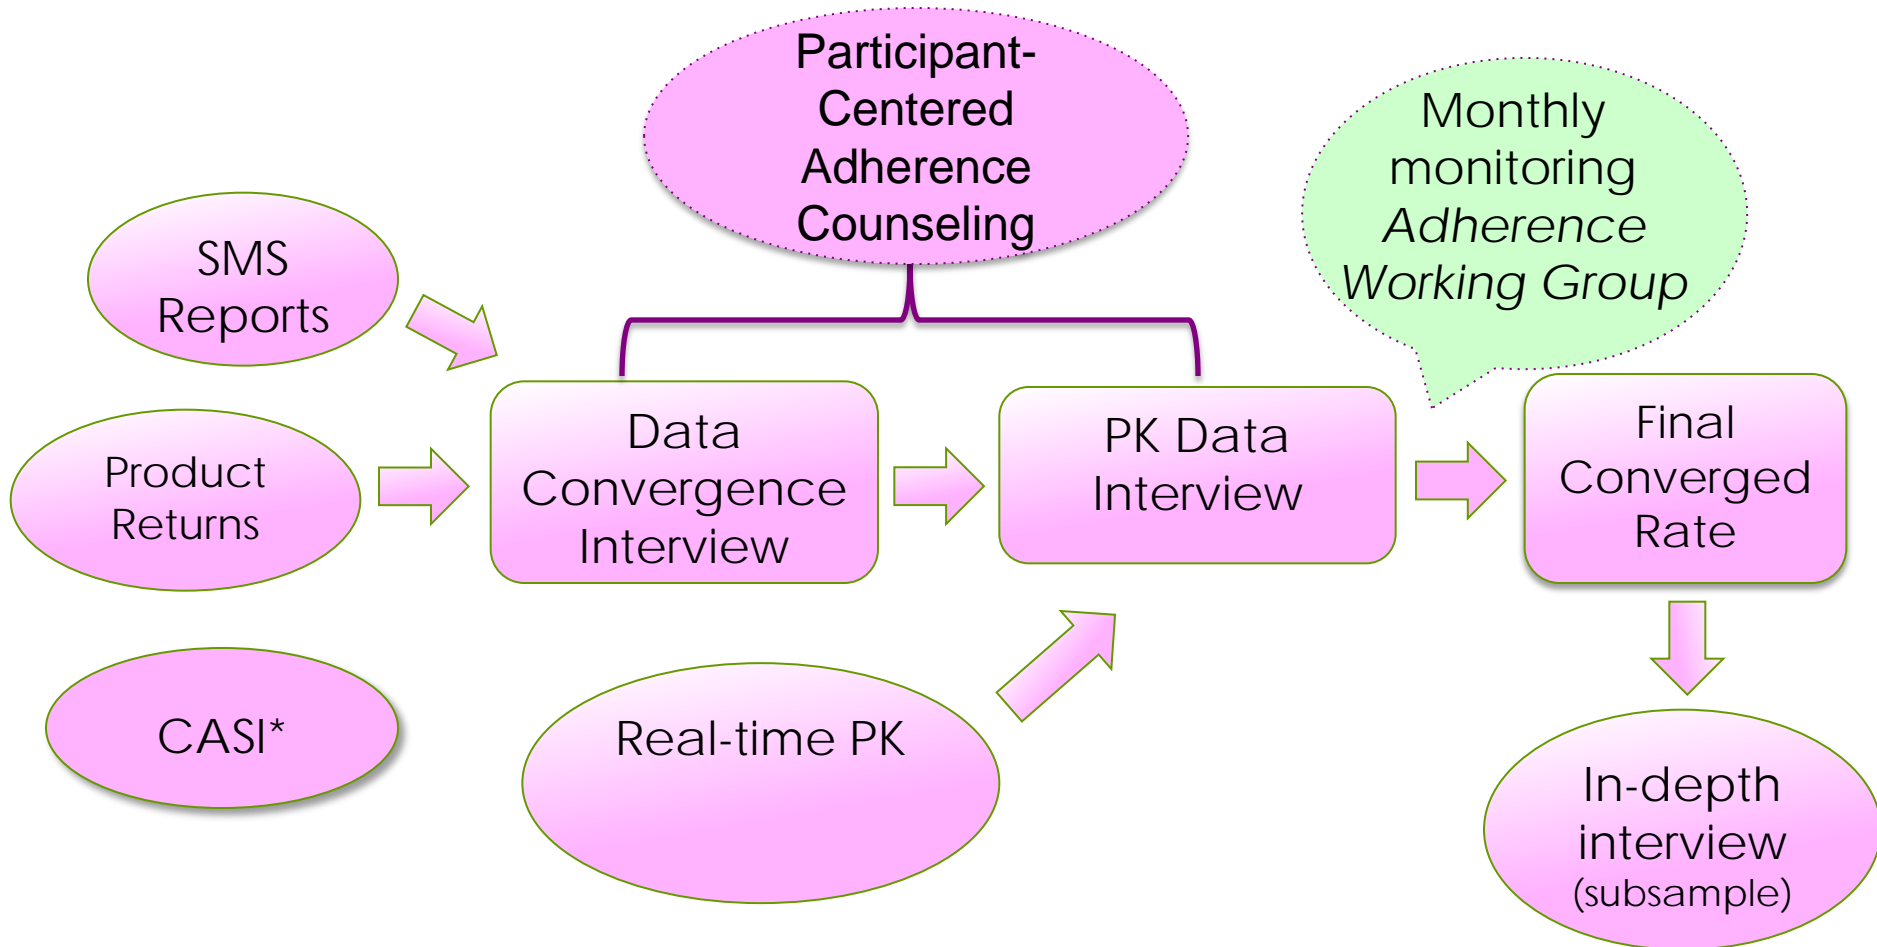 Participant-
Centered
Adherence
Counseling
Monthly
monitoring
Adherence
Working Group
SMS
Reports
Product
Returns
CASI*
Data
Convergence
Interview
PK Data
Interview
Final
Converged
Rate
Real-time PK
In-depth
interview
(subsample)